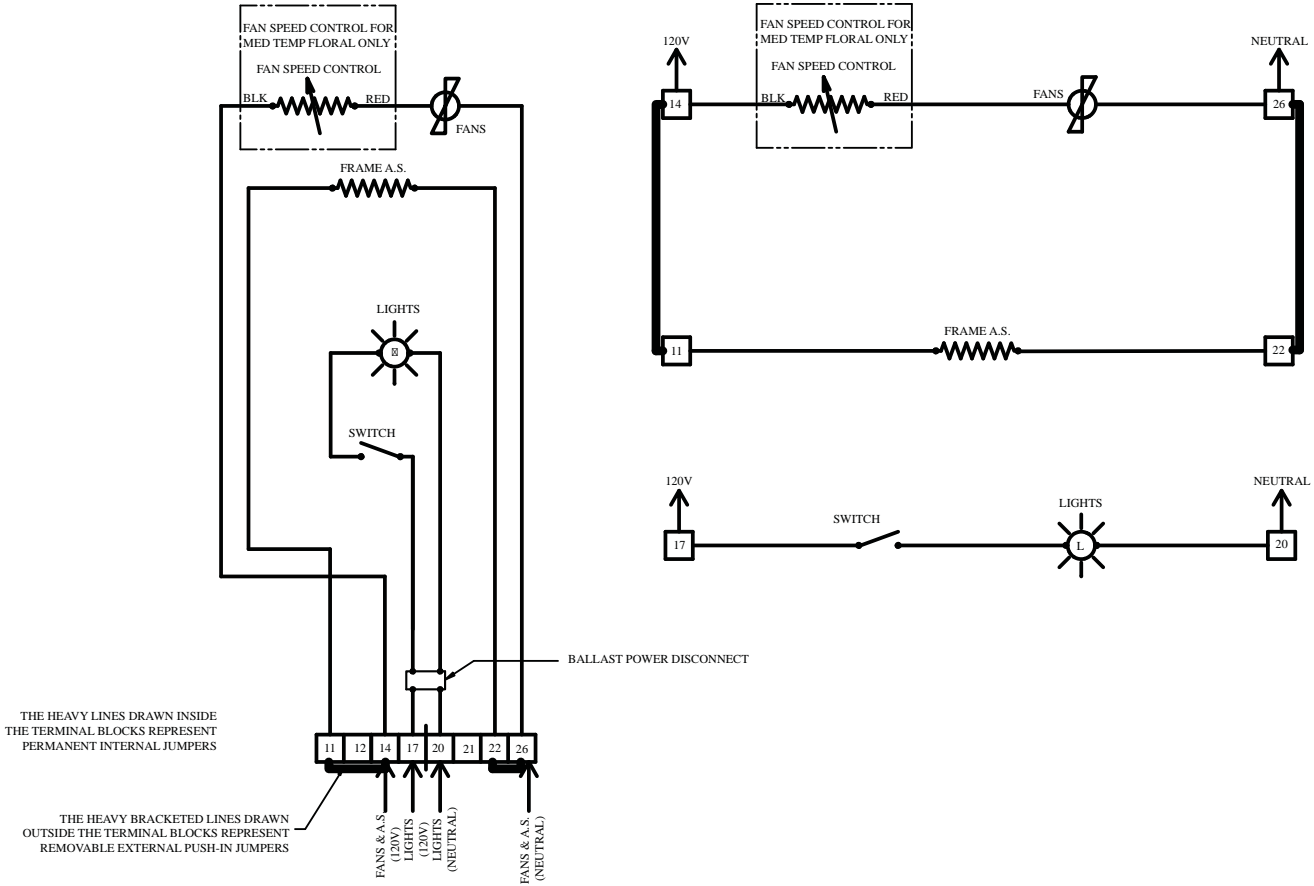 FAN SPEED CONTROL FOR
MED TEMP FLORAL ONLY
FAN SPEED CONTROL
BLK
RED
FANS
FRAME A.S.
LIGHTS
SWITCH
BALLAST POWER DISCONNECT
THE HEAVY LINES DRAWN INSIDE
THE TERMINAL BLOCKS REPRESENT
PERMANENT INTERNAL JUMPERS
11 12 14 17 20 21 22 26
THE HEAVY BRACKETED LINES DRAWN
OUTSIDE THE TERMINAL BLOCKS REPRESENT
REMOVABLE EXTERNAL PUSH-IN JUMPERS
FANS & A.S.
(120V)
LIGHTS
(120V)
LIGHTS
(NEUTRAL)
FANS & A.S.
(NEUTRAL)
120V
FAN SPEED CONTROL FOR
MED TEMP FLORAL ONLY
FAN SPEED CONTROL
NEUTRAL
14
BLK
RED
FANS
26
FRAME A.S.
11
22
120V
NEUTRAL
SWITCH
LIGHTS
17
L
20